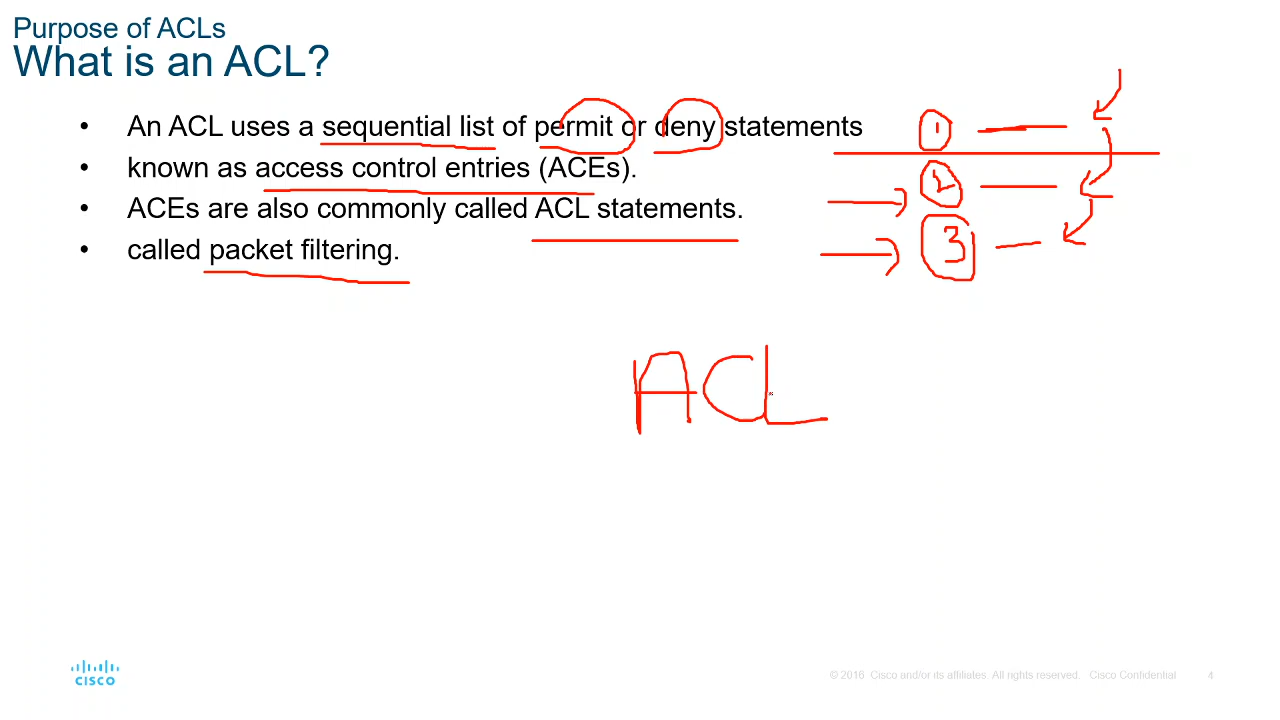 Purpose of ACLs
What is an ACL?
• An ACL uses a sequential list of permit or deny statements
• known as access control entries (ACEs).
• ACEs are also commonly called ACL statements.
• called packet filtering.
1
2
3
ACL
CISCO
© 2016 Cisco and/or its affiliates. All rights reserved. Cisco Confidential 4